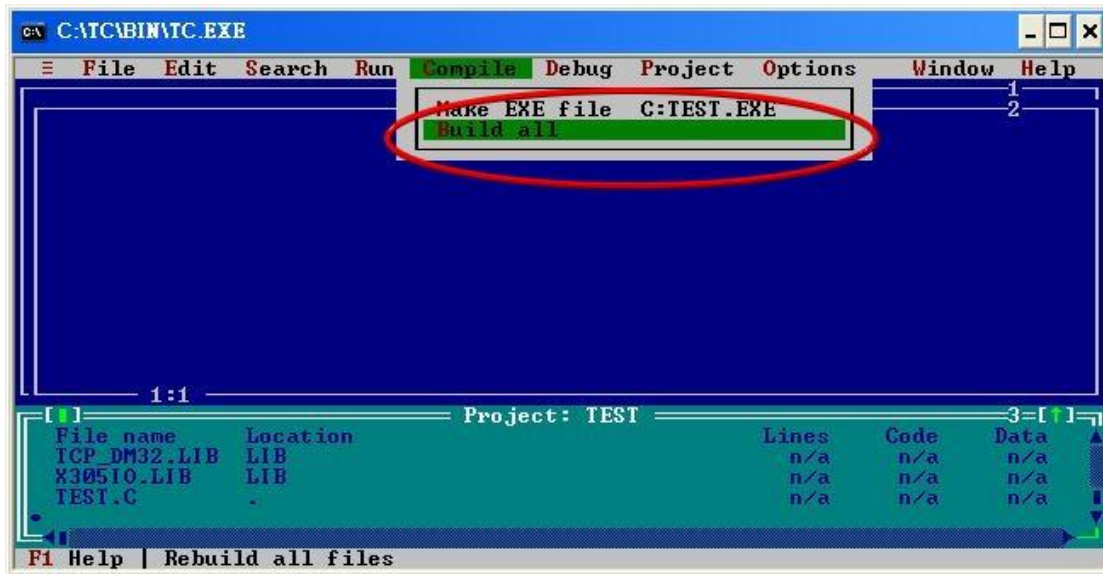 C:\TC\BIN\TC.EXE
≡ File Edit Search Run Compile Debug Project Options Window Help
1
Make EXE file C:TEST.EXE
2
Build all
1:1
Project: TEST 3=[↑]
File name Location Lines Code Data
TCP_DM32.LIB LIB n/a n/a n/a
X305IO.LIB LIB n/a n/a n/a
TEST.C . n/a n/a n/a
F1 Help | Rebuild all files